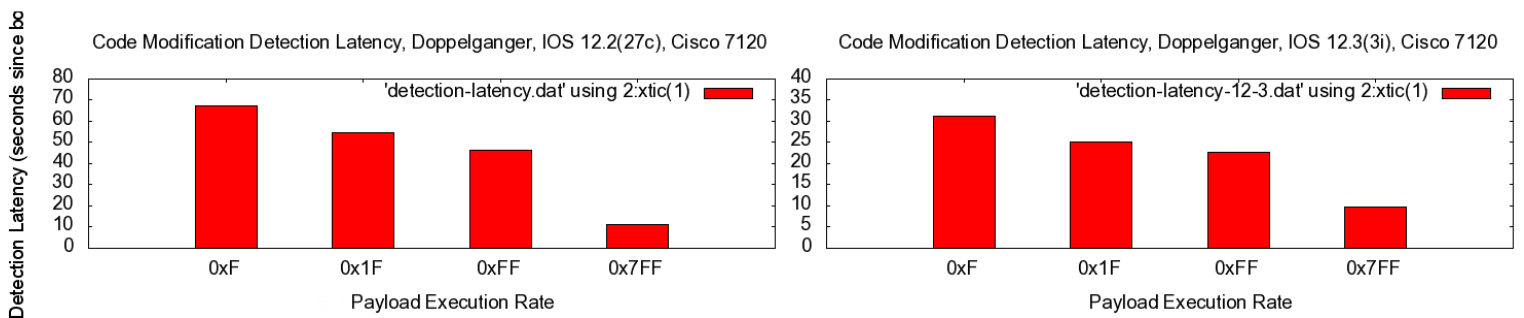 Detection Latency (seconds since bo
Code Modification Detection Latency, Doppelganger, IOS 12.2(27c), Cisco 7120
'detection-latency.dat' using 2:xtic(1)
80
70
60
50
40
30
20
10
0
0xF 0x1F 0xFF 0x7FF
Payload Execution Rate
Code Modification Detection Latency, Doppelganger, IOS 12.3(3i), Cisco 7120
'detection-latency-12-3.dat' using 2:xtic(1)
40
35
30
25
20
15
10
5
0
0xF 0x1F 0xFF 0x7FF
Payload Execution Rate